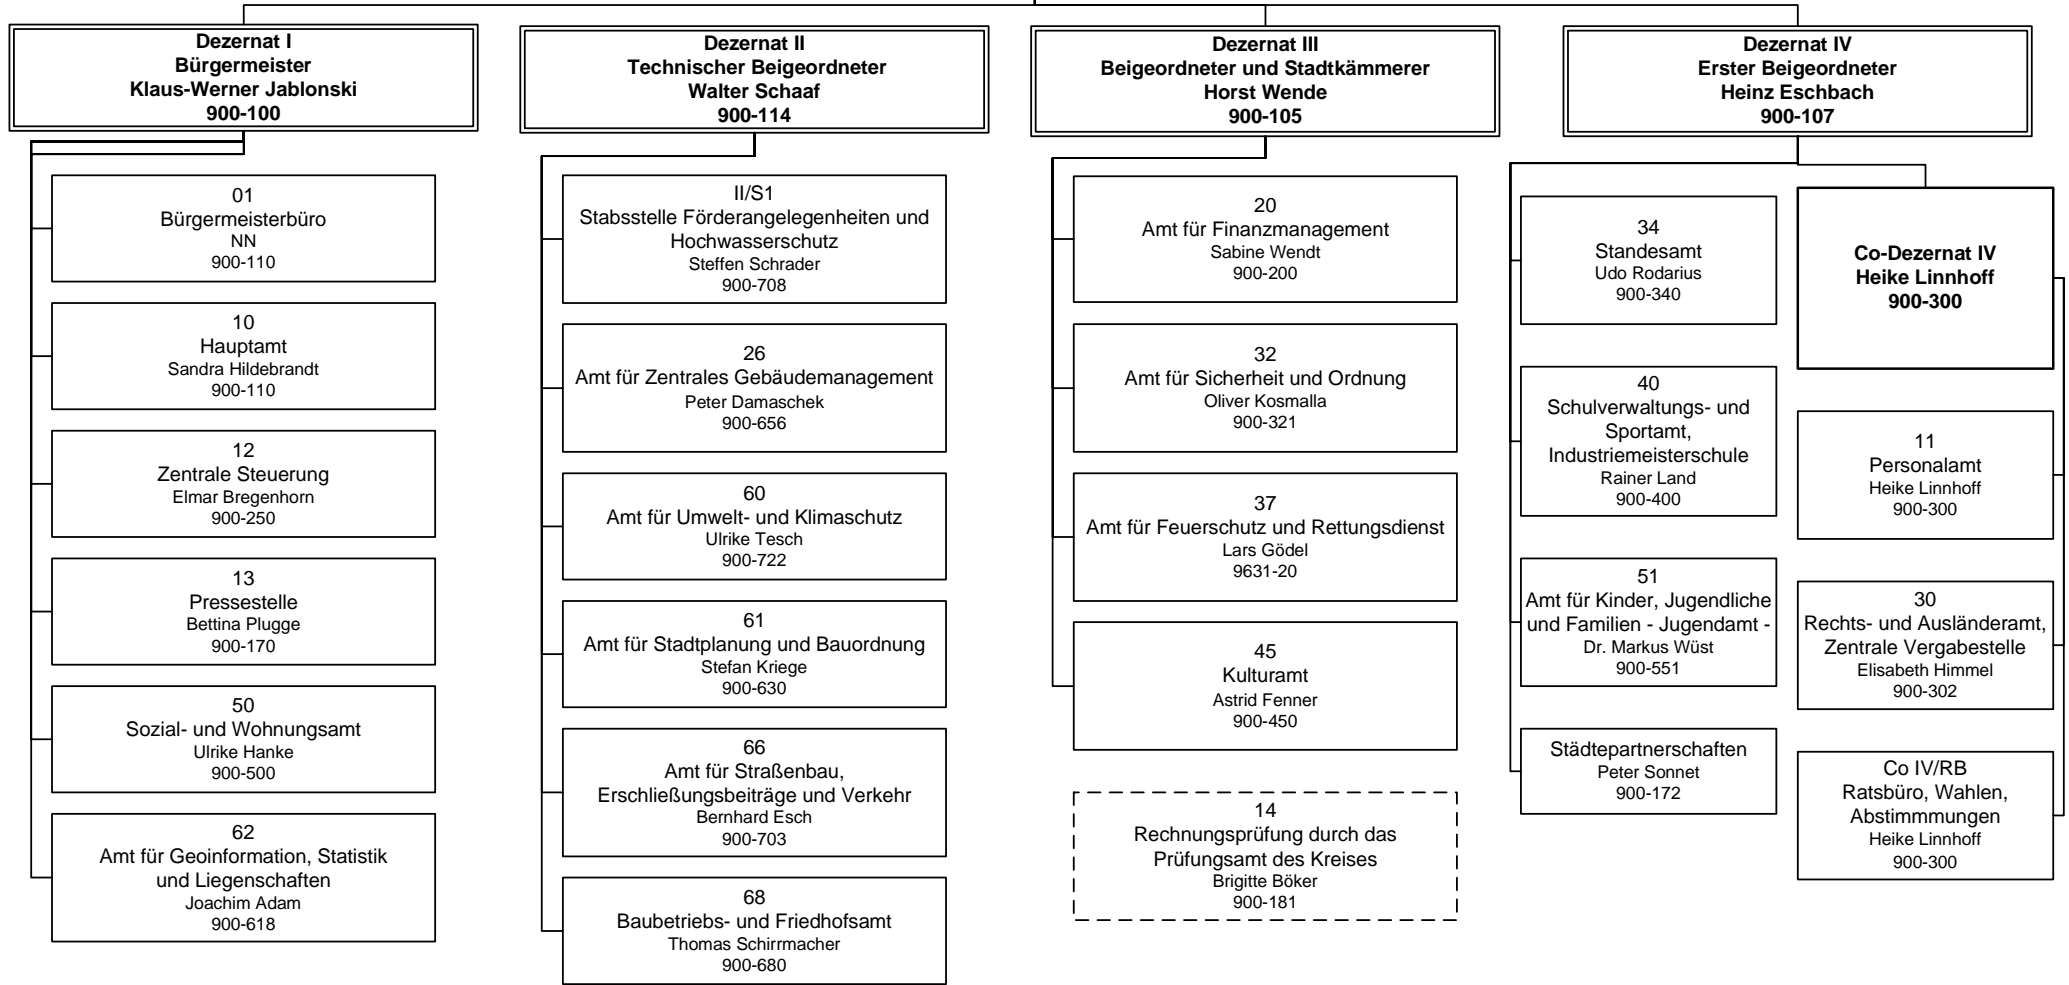 Dezernat I
Bürgermeister
Klaus-Werner Jablonski
900-100
01
Bürgermeisterbüro
NN
900-110
10
Hauptamt
Sandra Hildebrandt
900-110
12
Zentrale Steuerung
Elmar Bregenhorn
900-250
13
Pressestelle
Bettina Plugge
900-170
50
Sozial- und Wohnungsamt
Ulrike Hanke
900-500
62
Amt für Geoinformation, Statistik
und Liegenschaften
Joachim Adam
900-618
Dezernat II
Technischer Beigeordneter
Walter Schaaf
900-114
II/S1
Stabsstelle Förderangelegenheiten und
Hochwasserschutz
Steffen Schrader
900-708
26
Amt für Zentrales Gebäudemanagement
Peter Damaschek
900-656
60
Amt für Umwelt- und Klimaschutz
Ulrike Tesch
900-722
61
Amt für Stadtplanung und Bauordnung
Stefan Kriege
900-630
66
Amt für Straßenbau,
Erschließungsbeiträge und Verkehr
Bernhard Esch
900-703
68
Baubetriebs- und Friedhofsamt
Thomas Schirrmacher
900-680
Dezernat III
Beigeordneter und Stadtkämmerer
Horst Wende
900-105
20
Amt für Finanzmanagement
Sabine Wendt
900-200
32
Amt für Sicherheit und Ordnung
Oliver Kosmalla
900-321
37
Amt für Feuerschutz und Rettungsdienst
Lars Gödel
9631-20
45
Kulturamt
Astrid Fenner
900-450
14
Rechnungsprüfung durch das
Prüfungsamt des Kreises
Brigitte Böker
900-181
Dezernat IV
Erster Beigeordneter
Heinz Eschbach
900-107
34
Standesamt
Udo Rodarius
900-340
40
Schulverwaltungs- und
Sportamt,
Industriemeisterschule
Rainer Land
900-400
51
Amt für Kinder, Jugendliche
und Familien - Jugendamt -
Dr. Markus Wüst
900-551
Städtepartnerschaften
Peter Sonnet
900-172
Co-Dezernat IV
Heike Linnhoff
900-300
11
Personalamt
Heike Linnhoff
900-300
30
Rechts- und Ausländeramt,
Zentrale Vergabestelle
Elisabeth Himmel
900-302
Co IV/RB
Ratsbüro, Wahlen,
Abstimmmungen
Heike Linnhoff
900-300